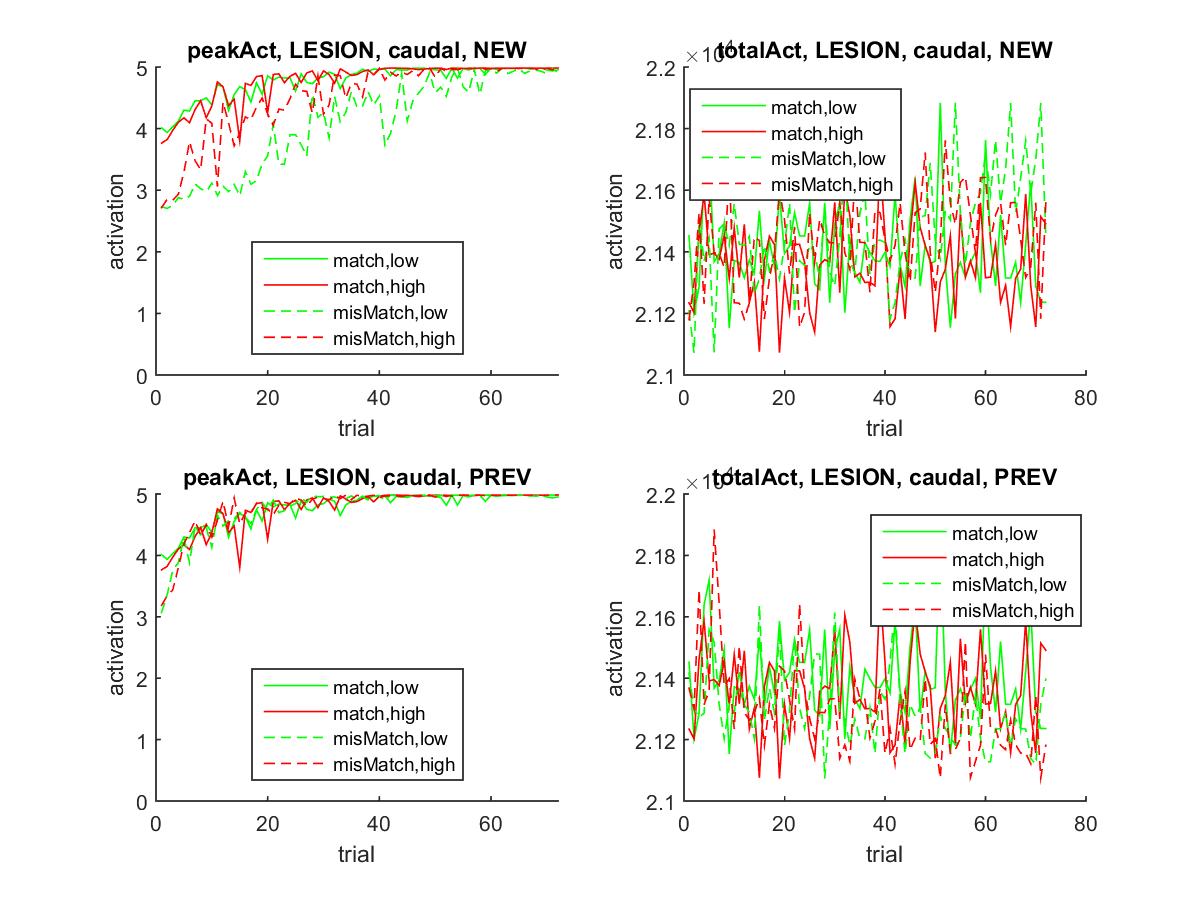 peakAct, LESION, caudal, NEW
5
4
3
2
1
0
activation
match,low
match,high
misMatch,low
misMatch,high
0 20 40 60
trial
totalAct, LESION, caudal, NEW
×10⁴
2.2
2.18
2.16
2.14
2.12
2.1
activation
match,low
match,high
misMatch,low
misMatch,high
0 20 40 60 80
trial
peakAct, LESION, caudal, PREV
5
4
3
2
1
0
activation
match,low
match,high
misMatch,low
misMatch,high
0 20 40 60
trial
totalAct, LESION, caudal, PREV
×10⁴
2.2
2.18
2.16
2.14
2.12
2.1
activation
match,low
match,high
misMatch,low
misMatch,high
0 20 40 60 80
trial